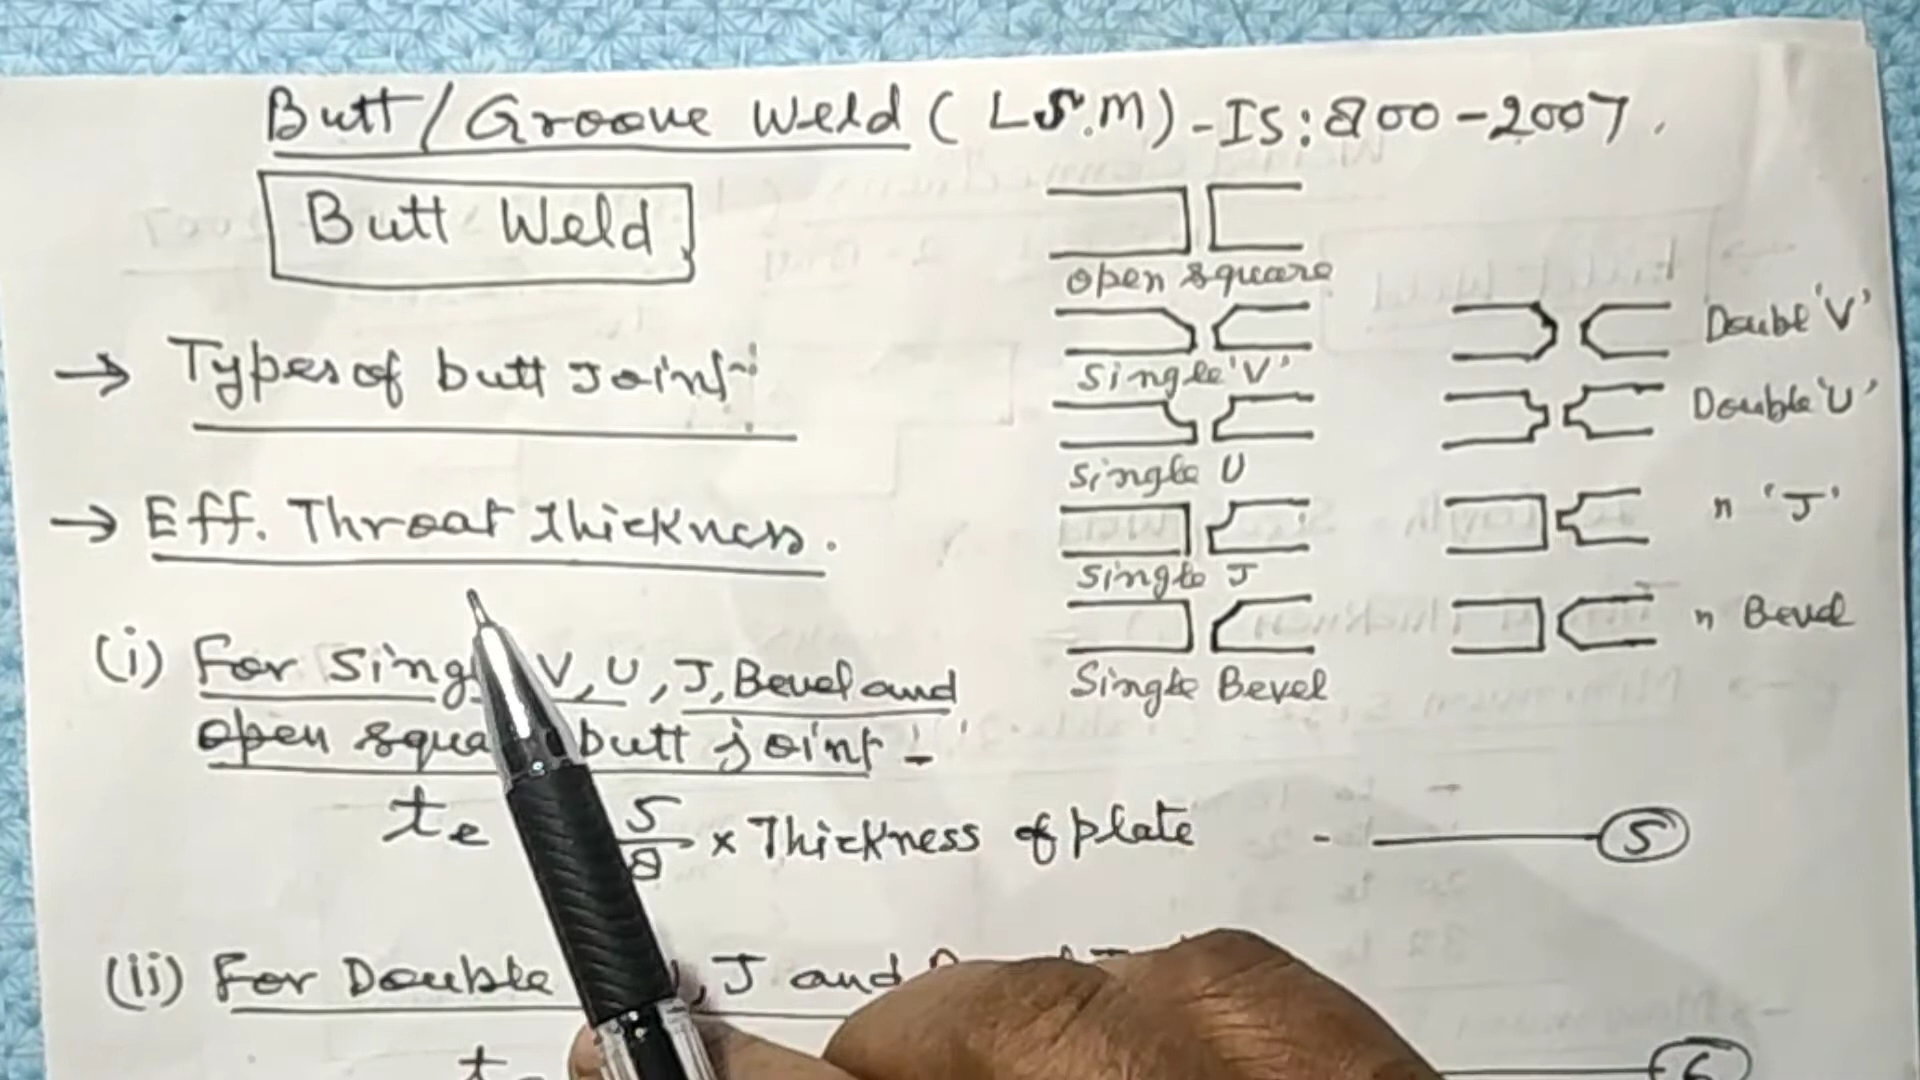 Butt/Groove Weld (L.S.M) - IS: 800-2007.
Butt Weld
→ Types of butt Joint:-
→ Eff. Throat thickness.
(i) For Single V, U, J, Bevel and
open square butt joint :-
te 5/8 × Thickness of plate - 5
(ii) For Double J and
t 6
open square
Single 'V'
Double 'V'
Single U
Double 'U'
Single J
" 'J'
Single Bevel
" Bevel